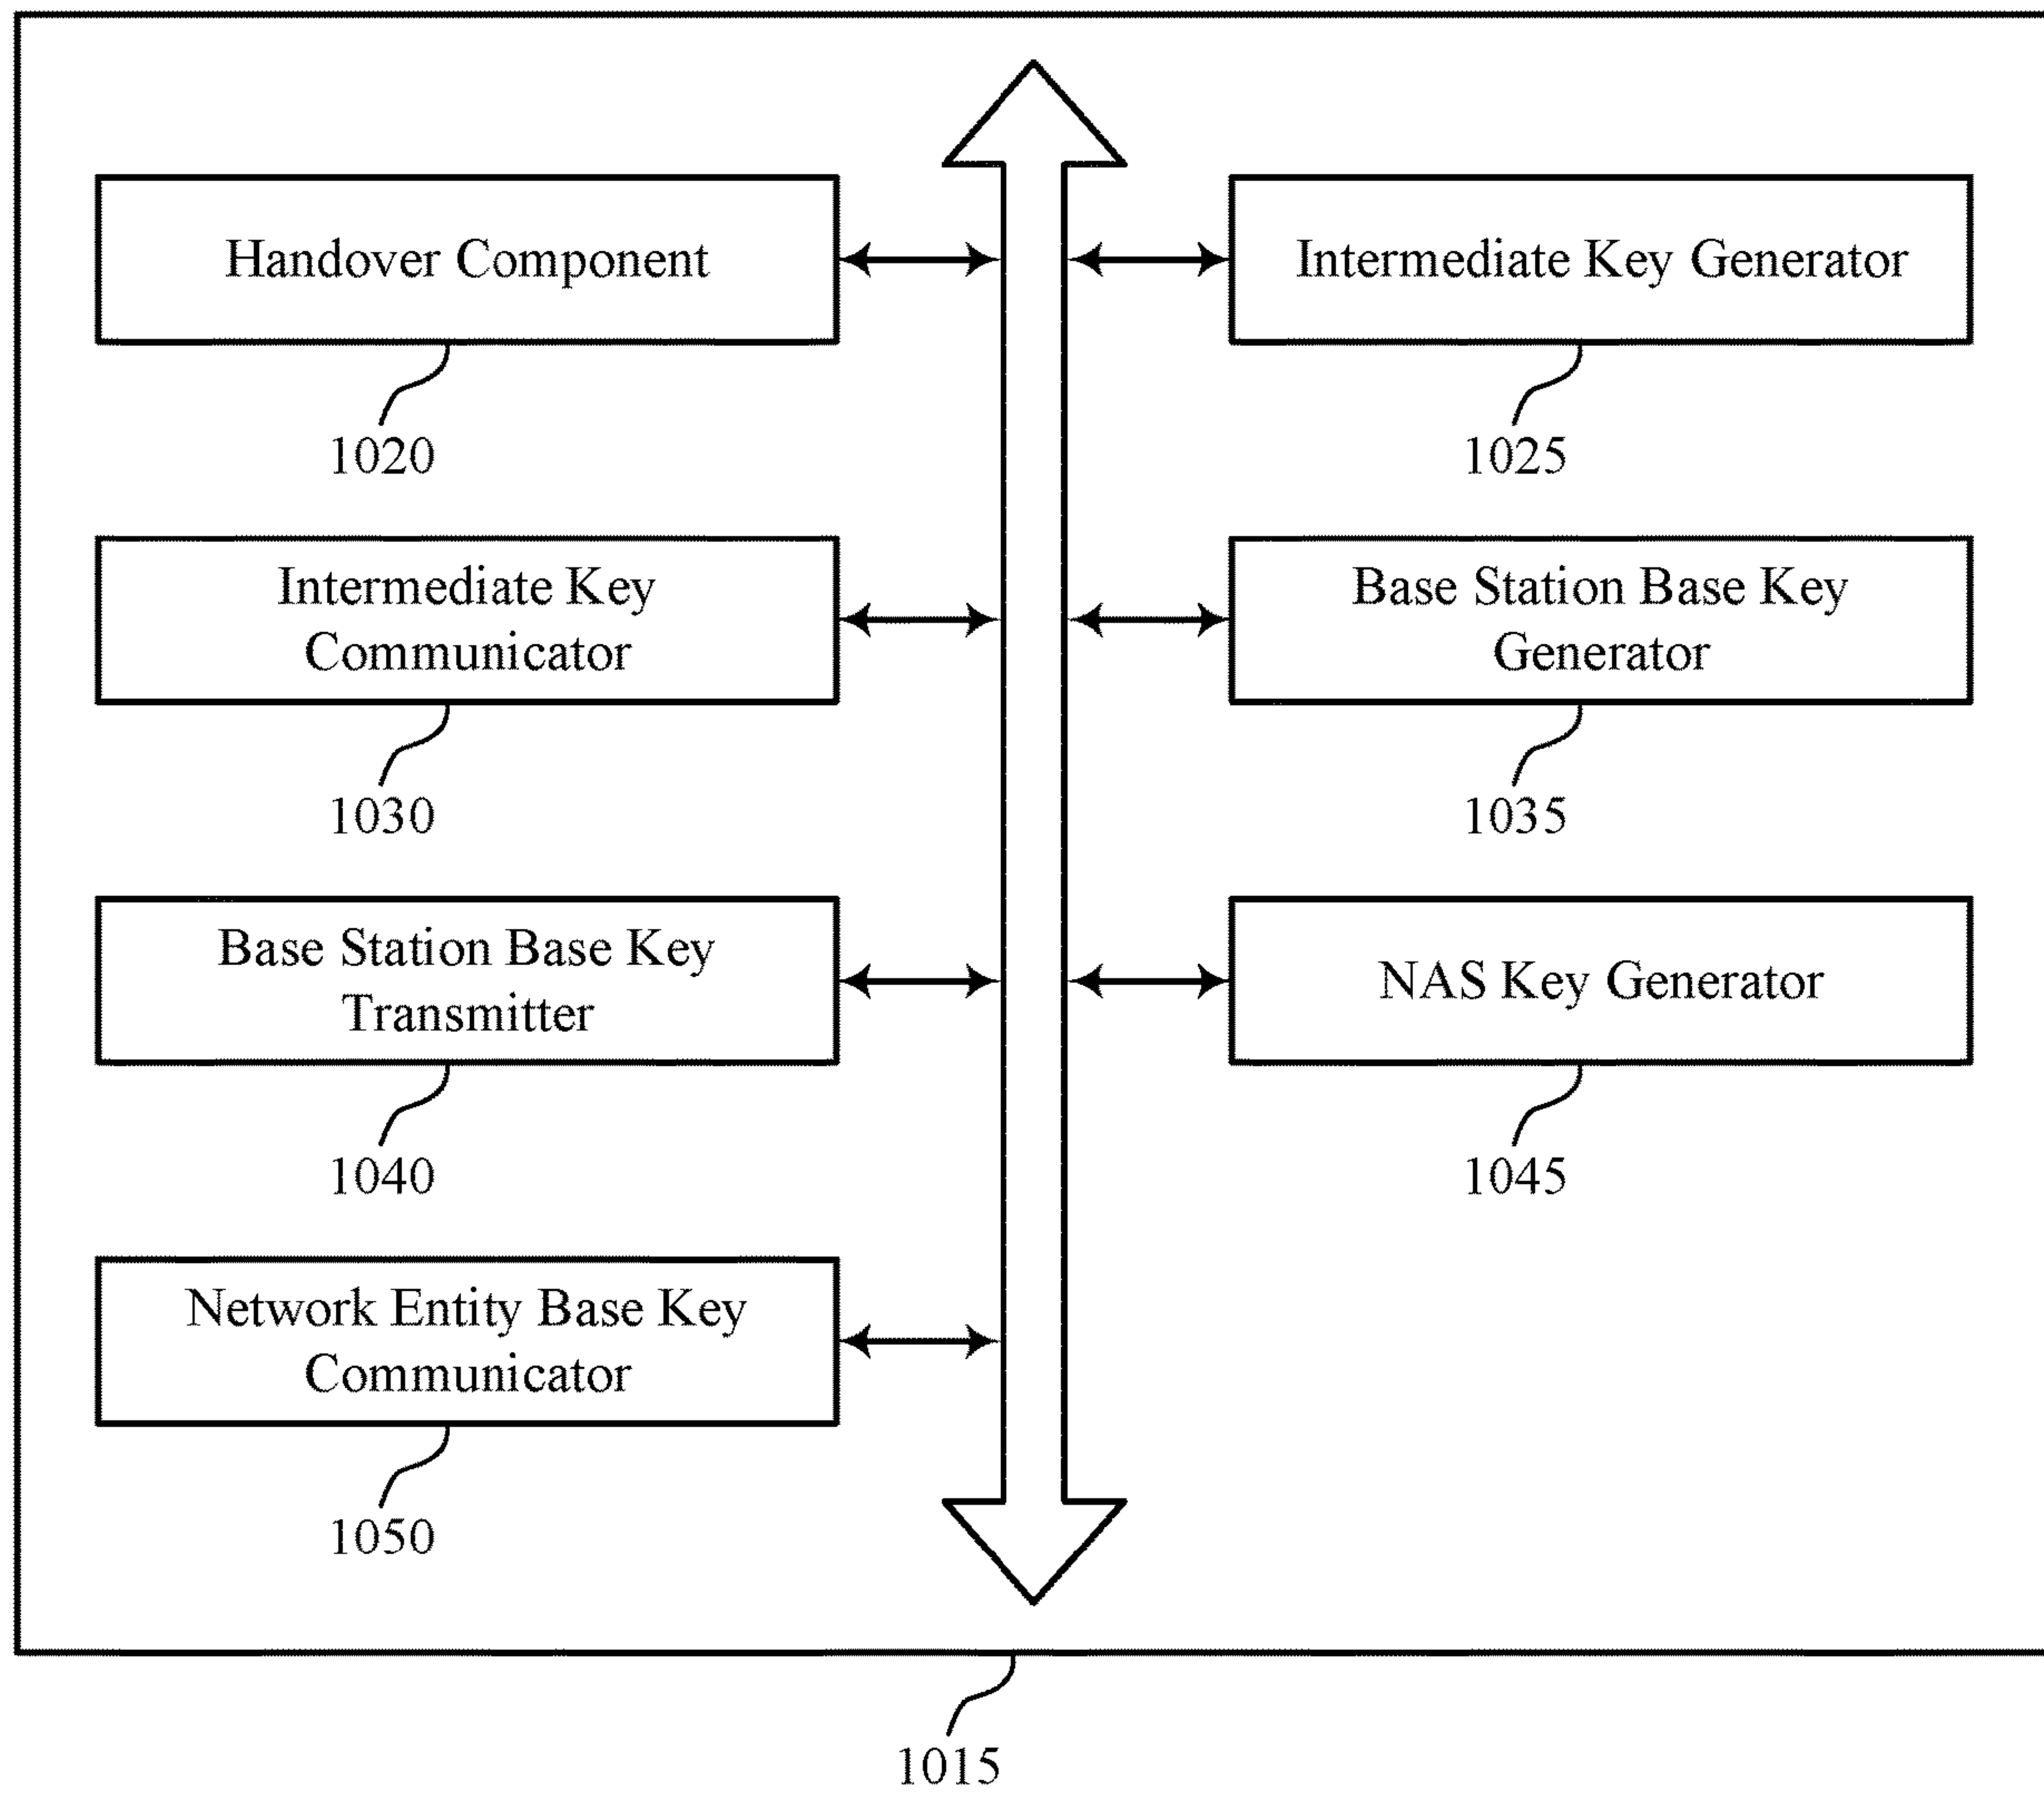 Handover Component
Intermediate Key Generator
1020
1025
Intermediate Key
Communicator
Base Station Base Key
Generator
1030
1035
Base Station Base Key
Transmitter
NAS Key Generator
1040
1045
Network Entity Base Key
Communicator
1050
1015